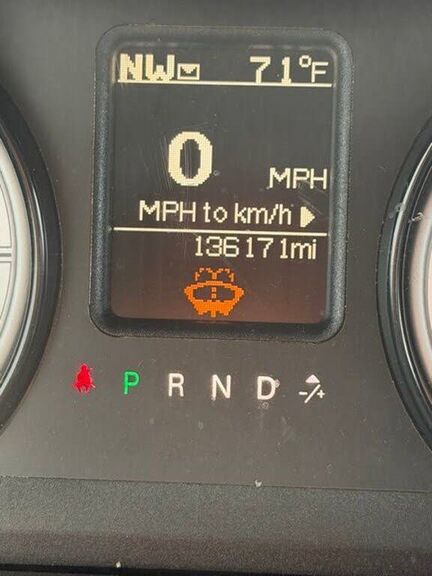 NW 71°F
0 MPH
MPH to km/h
136171mi
P R N D -/+